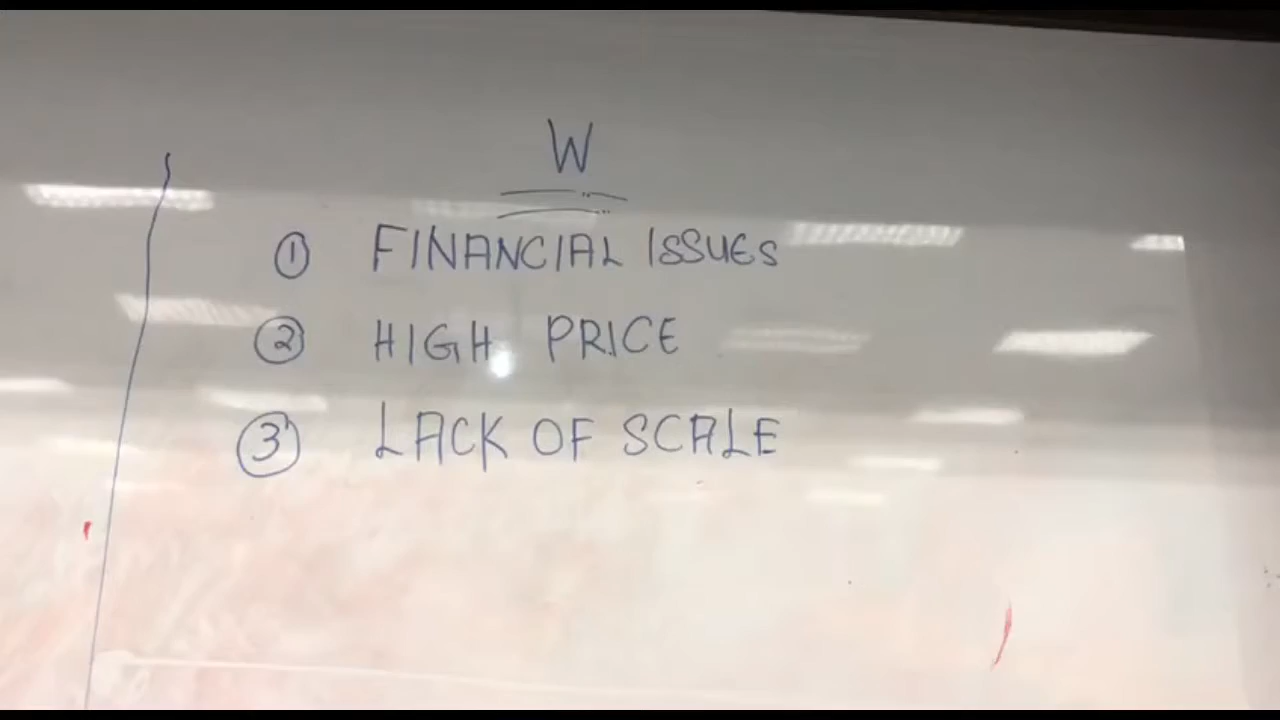 W
① FINANCIAL ISSUES
② HIGH PRICE
③ LACK OF SCALE